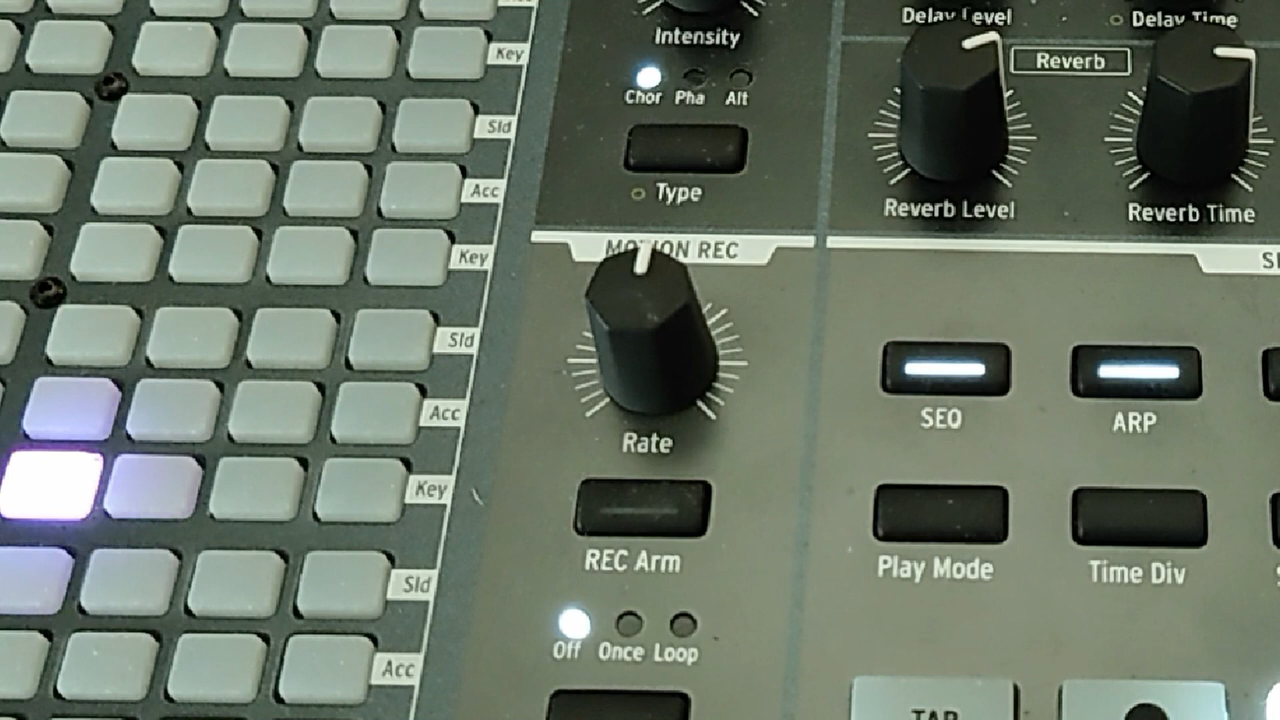 Delay Level
Delay Time
Intensity
Key
Reverb
Chor Pha Alt
Sld
Type
Acc
Reverb Level
Reverb Time
MOTION REC
Key
Sld
Acc
SEQ
ARP
Rate
Key
REC Arm
Play Mode
Time Div
Sld
Off Once Loop
Acc
TAP